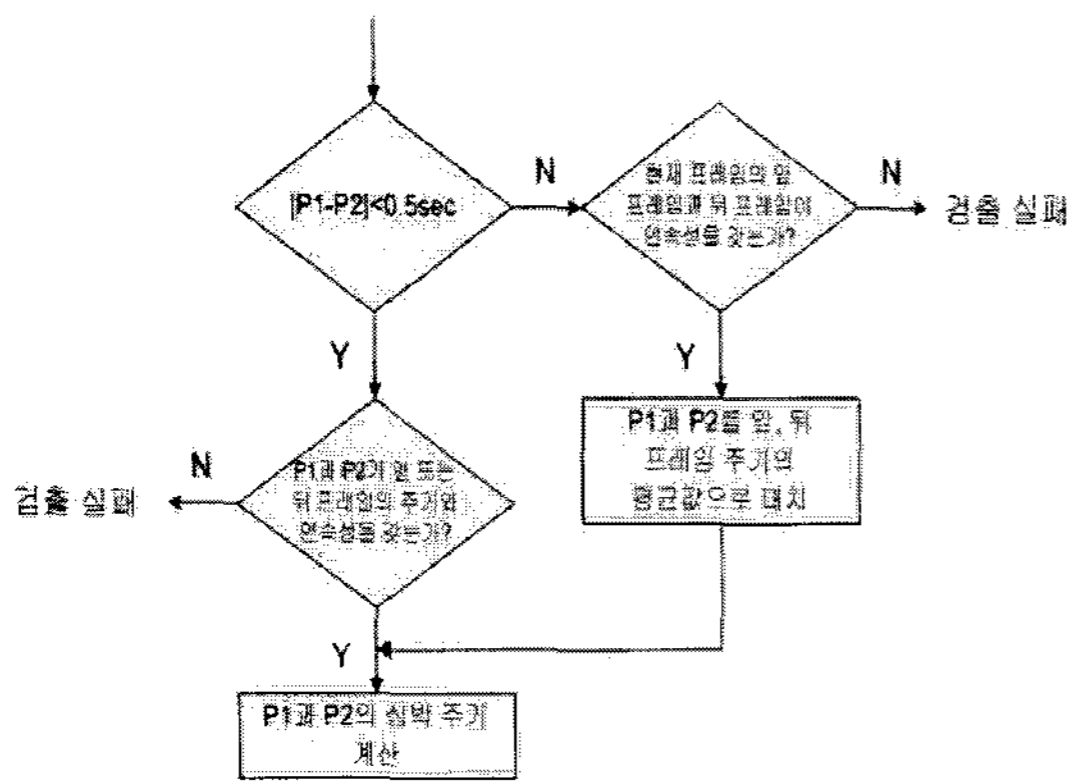 |P1-P2|<0.5sec
N
현재 프레임의 앞
프레임과 뒤 프레임이
연속성을 갖는가?
N
검출 실패
Y
Y
P1과 P2를 앞, 뒤
프레임 주기의
평균값으로 대치
N
검출 실패
P1과 P2가 앞 또는
뒤 프레임의 주기와
연속성을 갖는가?
Y
P1과 P2의 심박 주기
계산